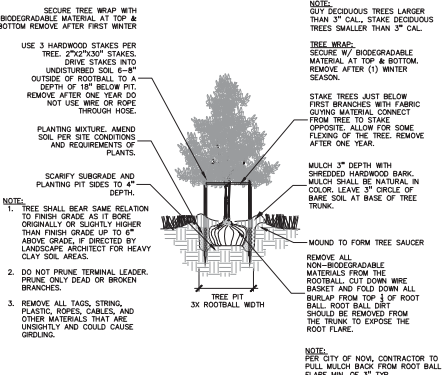 SECURE TREE WRAP WITH
BIODEGRADABLE MATERIAL AT TOP &
BOTTOM REMOVE AFTER FIRST WINTER
USE 3 HARDWOOD STAKES PER
TREE. 2"X2"X30" STAKES.
DRIVE STAKES INTO
UNDISTURBED SOIL 6-8"
OUTSIDE OF ROOTBALL TO A
DEPTH OF 18" BELOW PIT.
REMOVE AFTER ONE YEAR DO
NOT USE WIRE OR ROPE
THROUGH HOSE.
PLANTING MIXTURE. AMEND
SOIL PER SITE CONDITIONS
AND REQUIREMENTS OF
PLANTS.
SCARIFY SUBGRADE AND
PLANTING PIT SIDES TO 4"
DEPTH.
NOTE:
1. TREE SHALL BEAR SAME RELATION
TO FINISH GRADE AS IT BORE
ORIGINALLY OR SLIGHTLY HIGHER
THAN FINISH GRADE UP TO 6"
ABOVE GRADE, IF DIRECTED BY
LANDSCAPE ARCHITECT FOR HEAVY
CLAY SOIL AREAS.
2. DO NOT PRUNE TERMINAL LEADER.
PRUNE ONLY DEAD OR BROKEN
BRANCHES.
3. REMOVE ALL TAGS, STRING,
PLASTIC, ROPES, CABLES, AND
OTHER MATERIALS THAT ARE
UNSIGHTLY AND COULD CAUSE
GIRDLING.
TREE PIT
3X ROOTBALL WIDTH
NOTE:
GUY DECIDUOUS TREES LARGER
THAN 3" CAL., STAKE DECIDUOUS
TREES SMALLER THAN 3" CAL.
TREE WRAP:
SECURE W/ BIODEGRADABLE
MATERIAL AT TOP & BOTTOM.
REMOVE AFTER (1) WINTER
SEASON.
STAKE TREES JUST BELOW
FIRST BRANCHES WITH FABRIC
GUYING MATERIAL CONNECT
FROM TREE TO STAKE
OPPOSITE. ALLOW FOR SOME
FLEXING OF THE TREE. REMOVE
AFTER ONE YEAR.
MULCH 3" DEPTH WITH
SHREDDED HARDWOOD BARK.
MULCH SHALL BE NATURAL IN
COLOR. LEAVE 3" CIRCLE OF
BARE SOIL AT BASE OF TREE
TRUNK.
MOUND TO FORM TREE SAUCER
REMOVE ALL
NON-BIODEGRADABLE
MATERIALS FROM THE
ROOTBALL. CUT DOWN WIRE
BASKET AND FOLD DOWN ALL
BURLAP FROM TOP OF ROOT
BALL. ROOT BALL DIRT
SHOULD BE REMOVED FROM
THE TRUNK TO EXPOSE THE
ROOT FLARE.
NOTE:
PER CITY OF NOVI, CONTRACTOR TO
PULL MULCH BACK FROM ROOT BALL
FLARE MIN. OF 3" TYP.